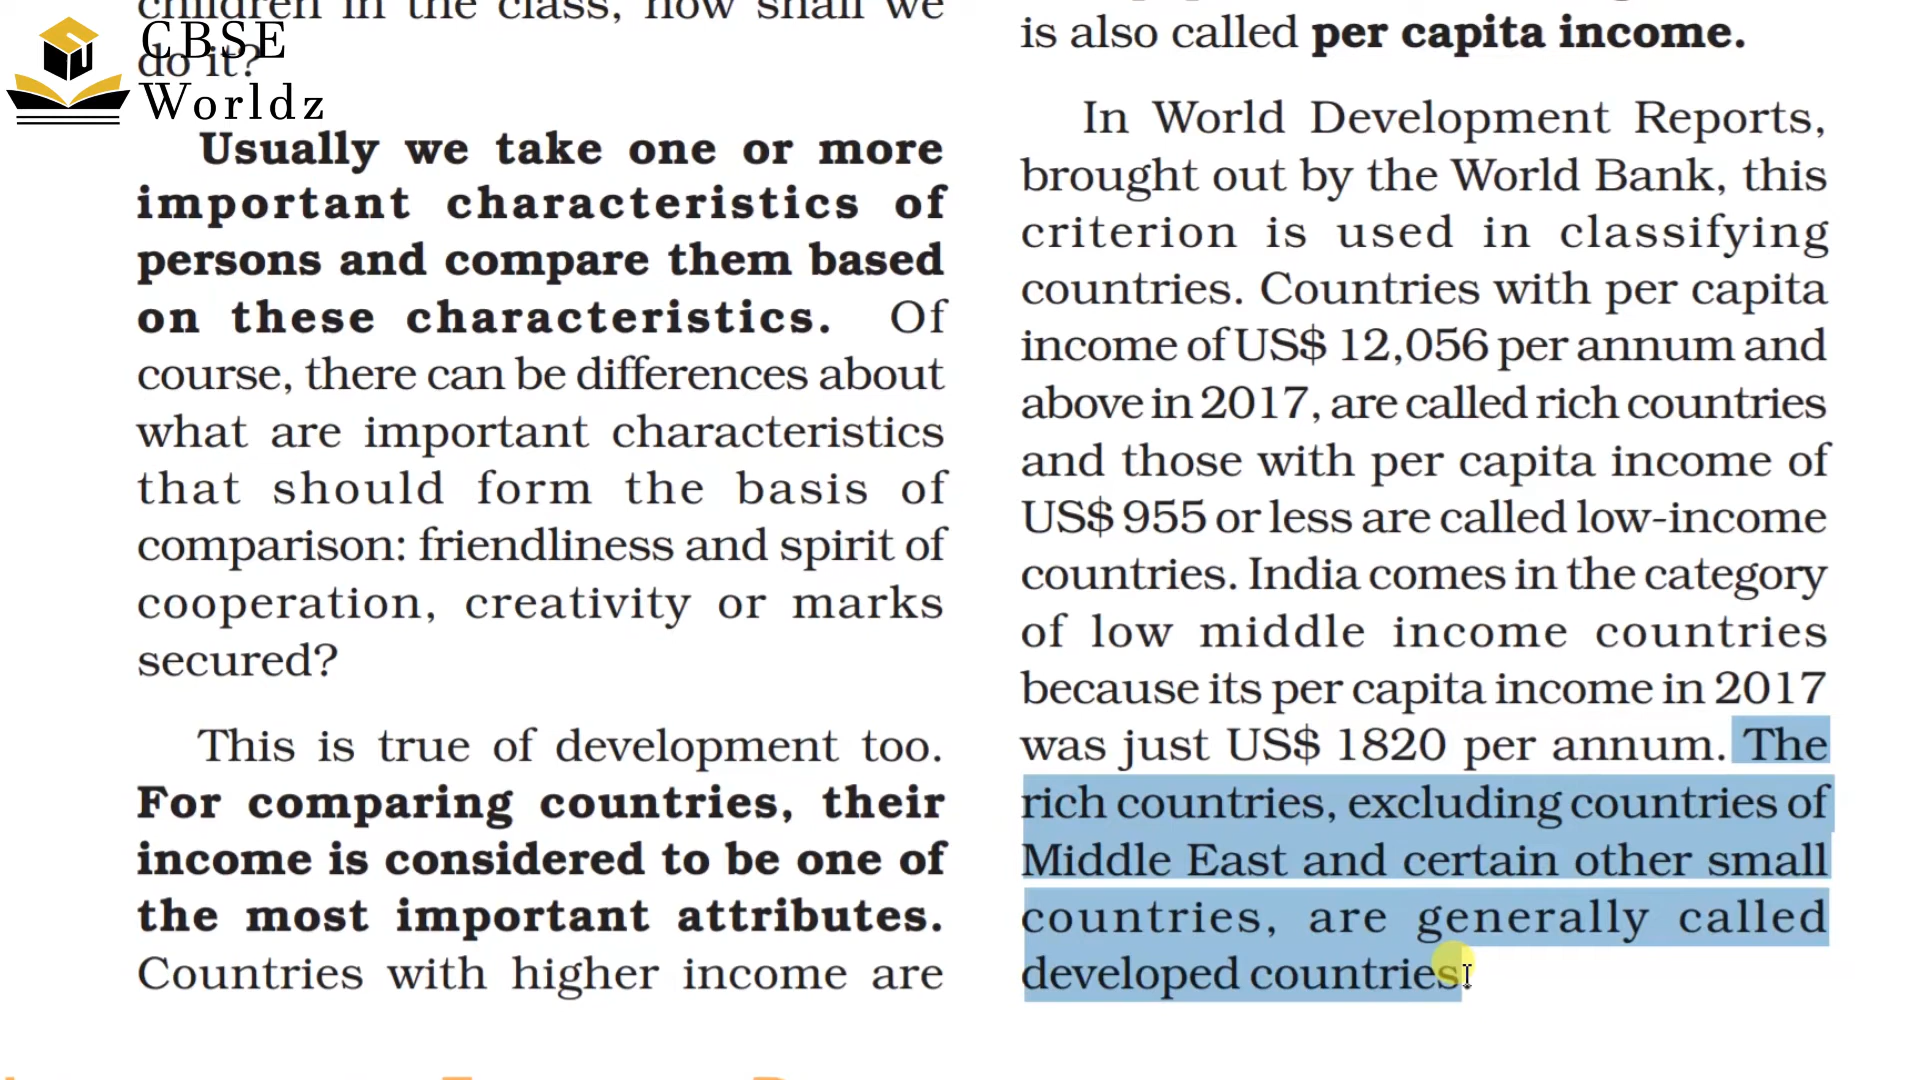 CBSE
Worldz
children in the class, how shall we
do it?
Usually we take one or more
important characteristics of
persons and compare them based
on these characteristics. Of
course, there can be differences about
what are important characteristics
that should form the basis of
comparison: friendliness and spirit of
cooperation, creativity or marks
secured?
This is true of development too.
For comparing countries, their
income is considered to be one of
the most important attributes.
Countries with higher income are
is also called per capita income.
In World Development Reports,
brought out by the World Bank, this
criterion is used in classifying
countries. Countries with per capita
income of US$ 12,056 per annum and
above in 2017, are called rich countries
and those with per capita income of
US$ 955 or less are called low-income
countries. India comes in the category
of low middle income countries
because its per capita income in 2017
was just US$ 1820 per annum. The
rich countries, excluding countries of
Middle East and certain other small
countries, are generally called
developed countries.